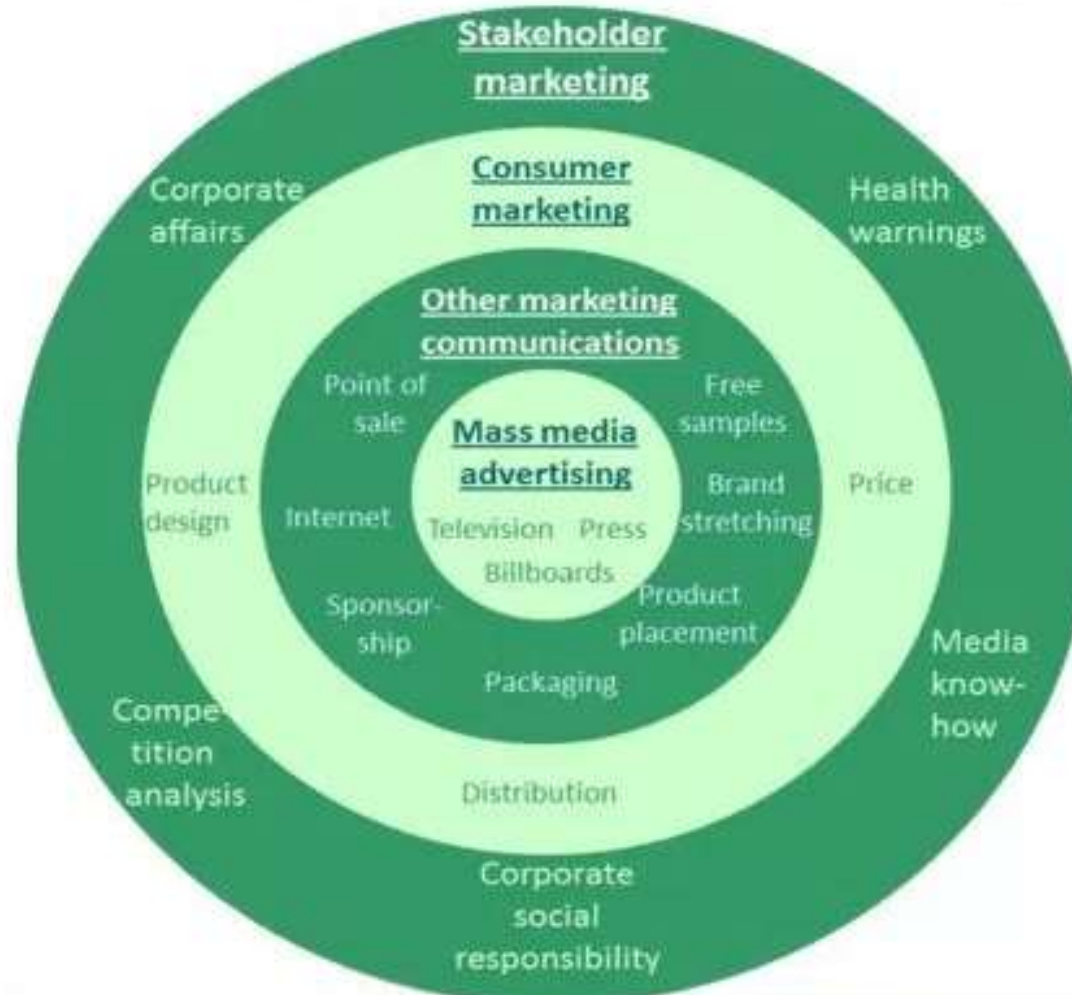 Stakeholder
marketing
Corporate
affairs
Health
warnings
Consumer
marketing
Other marketing
communications
Point of
sale
Free
samples
Mass media
advertising
Product
design
Internet
Television Press
Billboards
Brand
stretching
Price
Sponsor-
ship
Product
placement
Packaging
Media
know-
how
Compe-
tition
analysis
Distribution
Corporate
social
responsibility